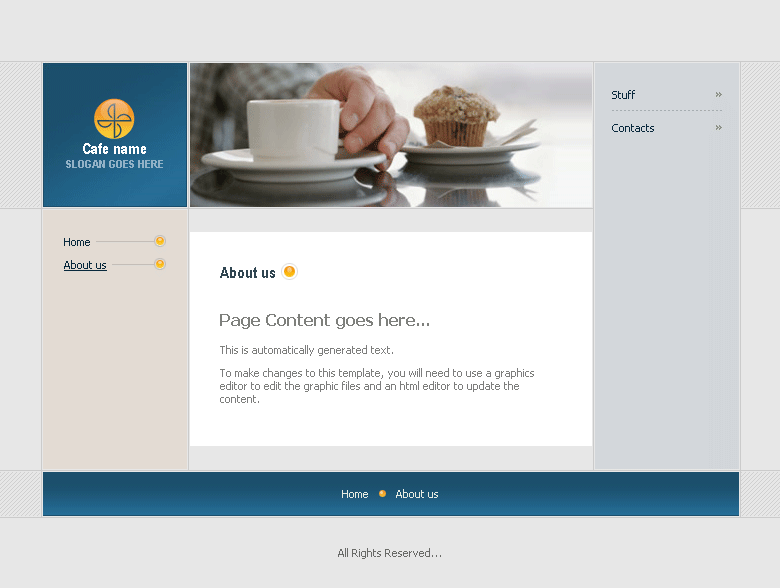 Cafe name
SLOGAN GOES HERE
Stuff
Contacts
Home
About us
About us
Page Content goes here...
This is automatically generated text.
To make changes to this template, you will need to use a graphics
editor to edit the graphic files and an html editor to update the
content.
Home About us
All Rights Reserved...